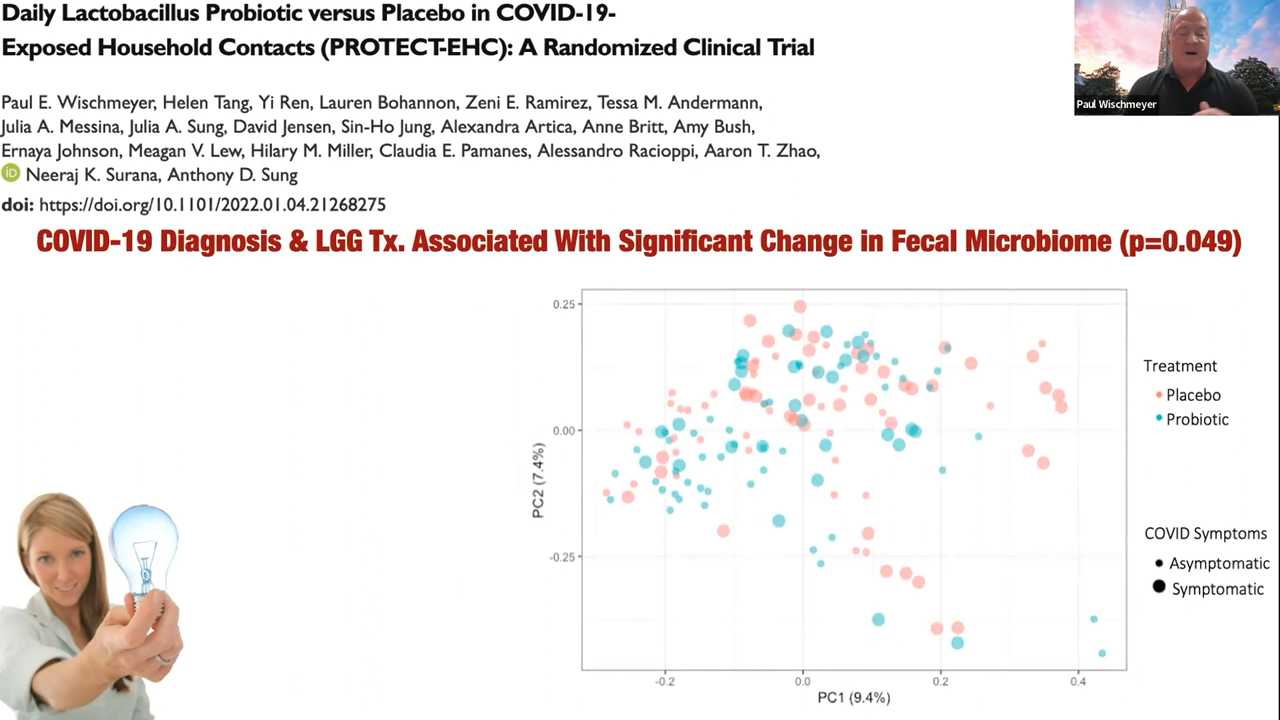 Daily Lactobacillus Probiotic versus Placebo in COVID-19-
Exposed Household Contacts (PROTECT-EHC): A Randomized Clinical Trial
Paul E. Wischmeyer, Helen Tang, Yi Ren, Lauren Bohannon, Zeni E. Ramirez, Tessa M. Andermann,
Julia A. Messina, Julia A. Sung, David Jensen, Sin-Ho Jung, Alexandra Artica, Anne Britt, Amy Bush,
Ernaya Johnson, Meagan V. Lew, Hilary M. Miller, Claudia E. Pamanes, Alessandro Racioppi, Aaron T. Zhao,
iD Neeraj K. Surana, Anthony D. Sung
doi: https://doi.org/10.1101/2022.01.04.21268275
Paul Wischmeyer
COVID-19 Diagnosis & LGG Tx. Associated With Significant Change in Fecal Microbiome (p=0.049)
0.25
0.00
-0.25
PC2 (7.4%)
-0.2
0.0
0.2
0.4
PC1 (9.4%)
Treatment
Placebo
Probiotic
COVID Symptoms
Asymptomatic
Symptomatic